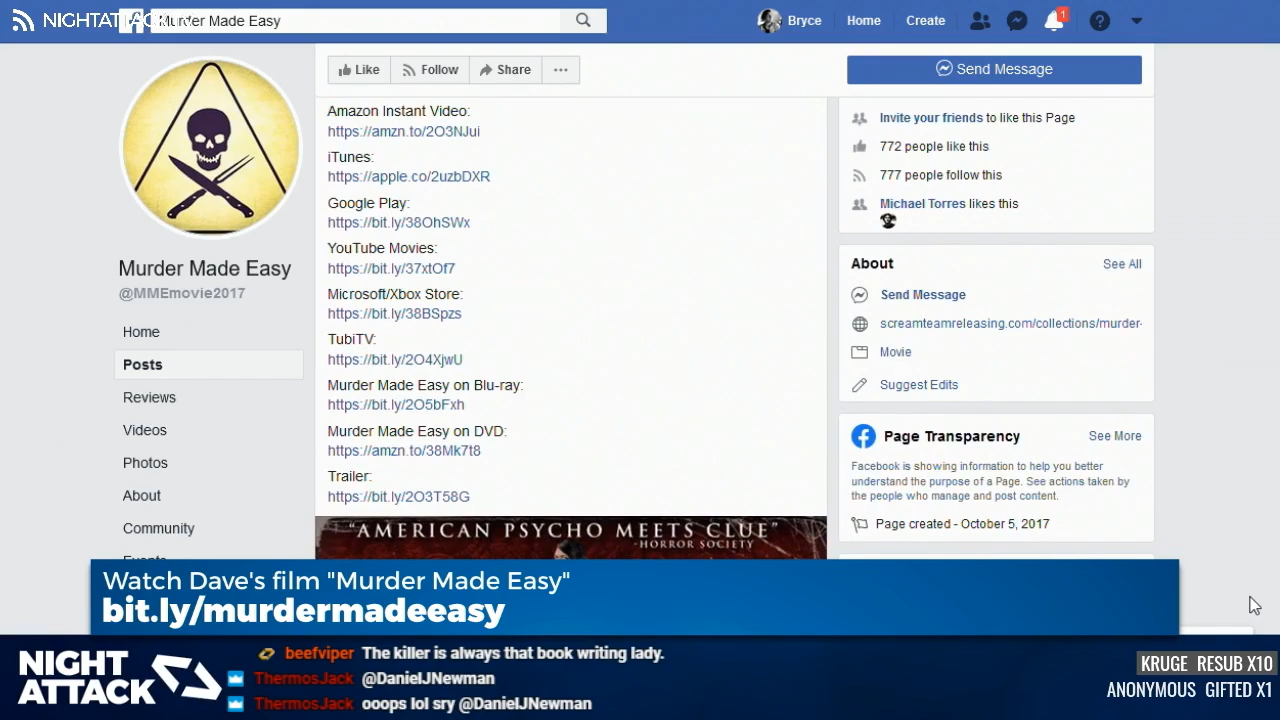 NIGHTATTACK
Murder Made Easy
Bryce
Home
Create
1
Like
Follow
Share
Send Message
Amazon Instant Video:
https://amzn.to/2O3NJui
iTunes:
https://apple.co/2uzbDXR
Google Play:
https://bit.ly/38OhSWx
YouTube Movies:
https://bit.ly/37xtOf7
Microsoft/Xbox Store:
https://bit.ly/38BSpzs
TubiTV:
https://bit.ly/2O4XjwU
Murder Made Easy on Blu-ray:
https://bit.ly/2O5bFxh
Murder Made Easy on DVD:
https://amzn.to/38Mk7t8
Trailer:
https://bit.ly/2O3T58G
"AMERICAN PSYCHO MEETS CLUE"
-HORROR SOCIETY
Murder Made Easy
@MMEmovie2017
Home
Posts
Reviews
Videos
Photos
About
Community
Events
Invite your friends to like this Page
772 people like this
777 people follow this
Michael Torres likes this
About
See All
Send Message
screamteamreleasing.com/collections/murder-
Movie
Suggest Edits
Page Transparency
See More
Facebook is showing information to help you better
understand the purpose of a Page. See actions taken by
the people who manage and post content.
Page created - October 5, 2017
Watch Dave's film "Murder Made Easy"
bit.ly/murdermadeeasy
NIGHT
ATTACK
beefviper The killer is always that book writing lady.
ThermosJack @DanielJNewman
ThermosJack ooops lol sry @DanielJNewman
KRUGE RESUB X10
ANONYMOUS GIFTED X1